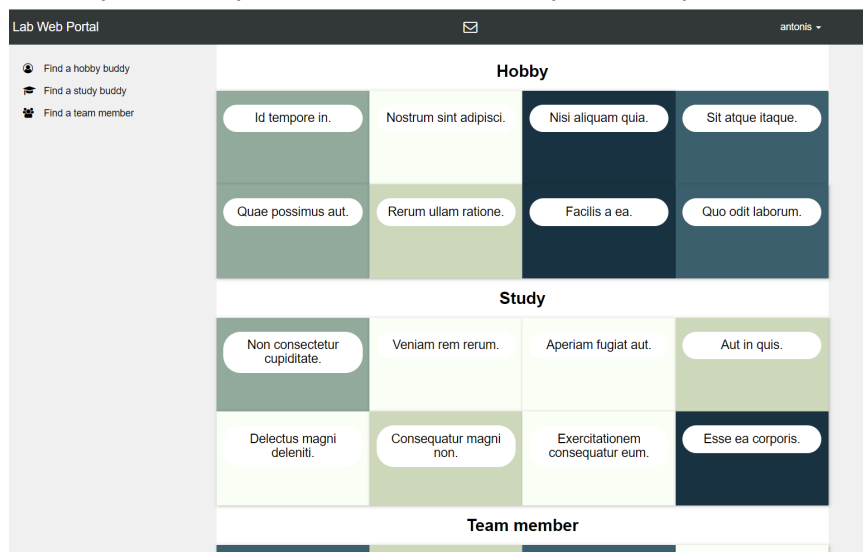 Lab Web Portal
antonis
Find a hobby buddy
Find a study buddy
Find a team member
Hobby
Id tempore in.
Nostrum sint adipisci.
Nisi aliquam quia.
Sit atque itaque.
Quae possimus aut.
Rerum ullam ratione.
Facilis a ea.
Quo odit laborum.
Study
Non consectetur
cupiditate.
Veniam rem rerum.
Aperiam fugiat aut.
Aut in quis.
Delectus magni
deleniti.
Consequatur magni
non.
Exercitationem
consequatur eum.
Esse ea corporis.
Team member